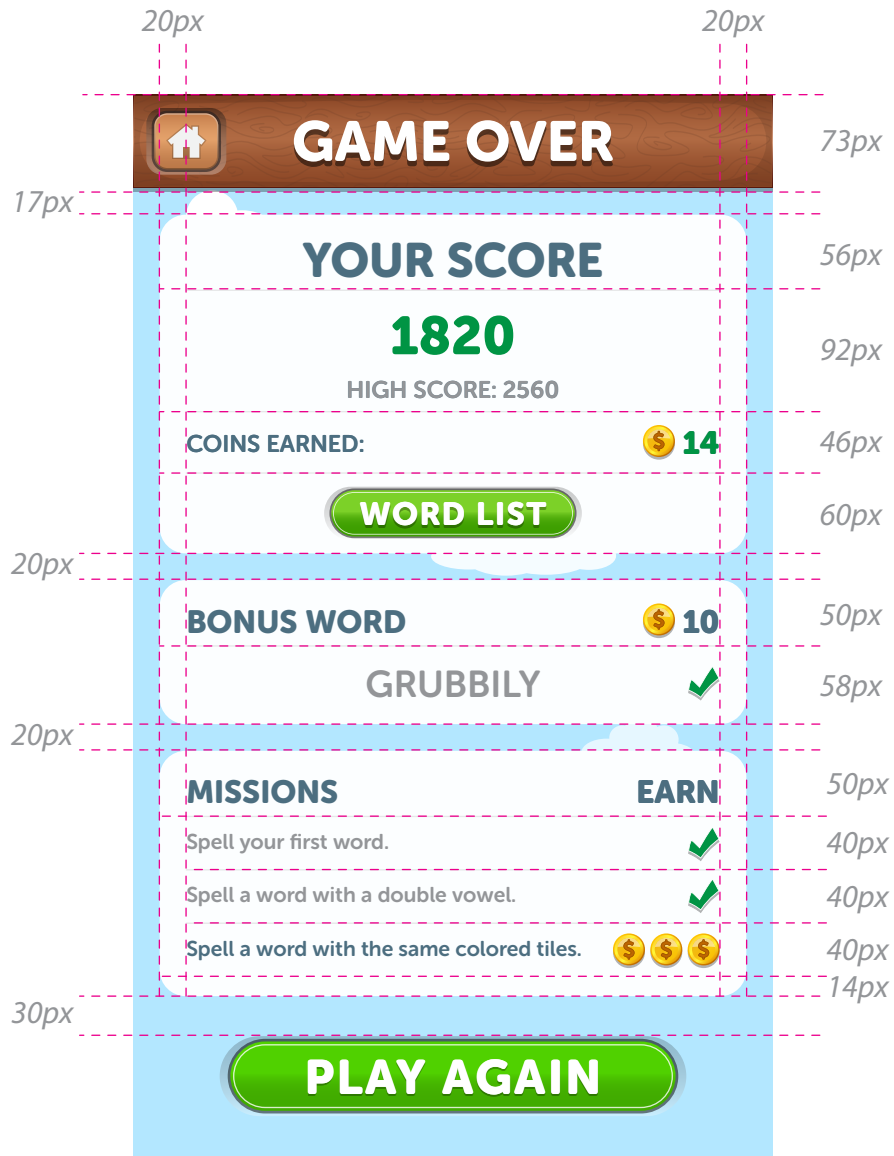 20px 20px
GAME OVER
73px
17px
YOUR SCORE
56px
1820
92px
HIGH SCORE: 2560
COINS EARNED: $ 14
46px
WORD LIST
60px
20px
BONUS WORD $ 10
50px
GRUBBILY
58px
20px
MISSIONS EARN
50px
Spell your first word.
40px
Spell a word with a double vowel.
40px
Spell a word with the same colored tiles. $ $ $
40px
14px
30px
PLAY AGAIN